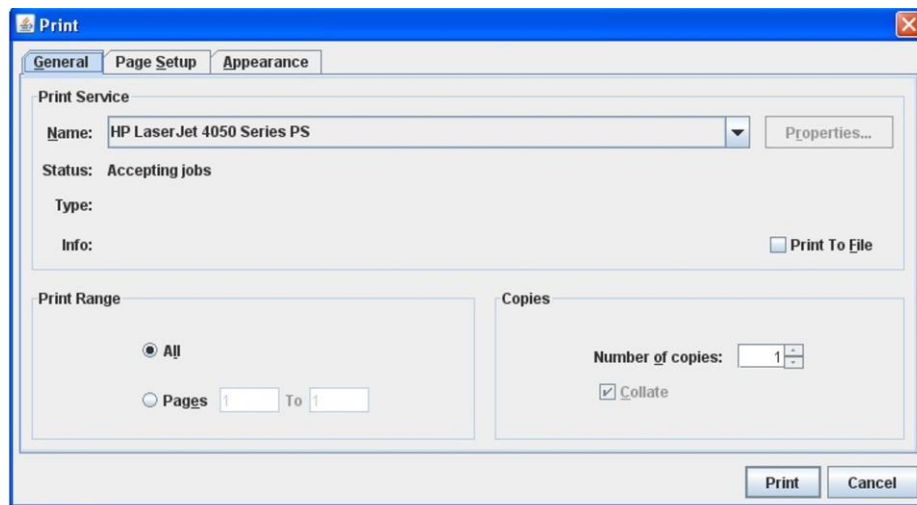 Print
General Page Setup Appearance
Print Service
Name: HP LaserJet 4050 Series PS Properties...
Status: Accepting jobs
Type:
Info: Print To File
Print Range Copies
All
Number of copies: 1
Pages 1 To 1 Collate
Print Cancel